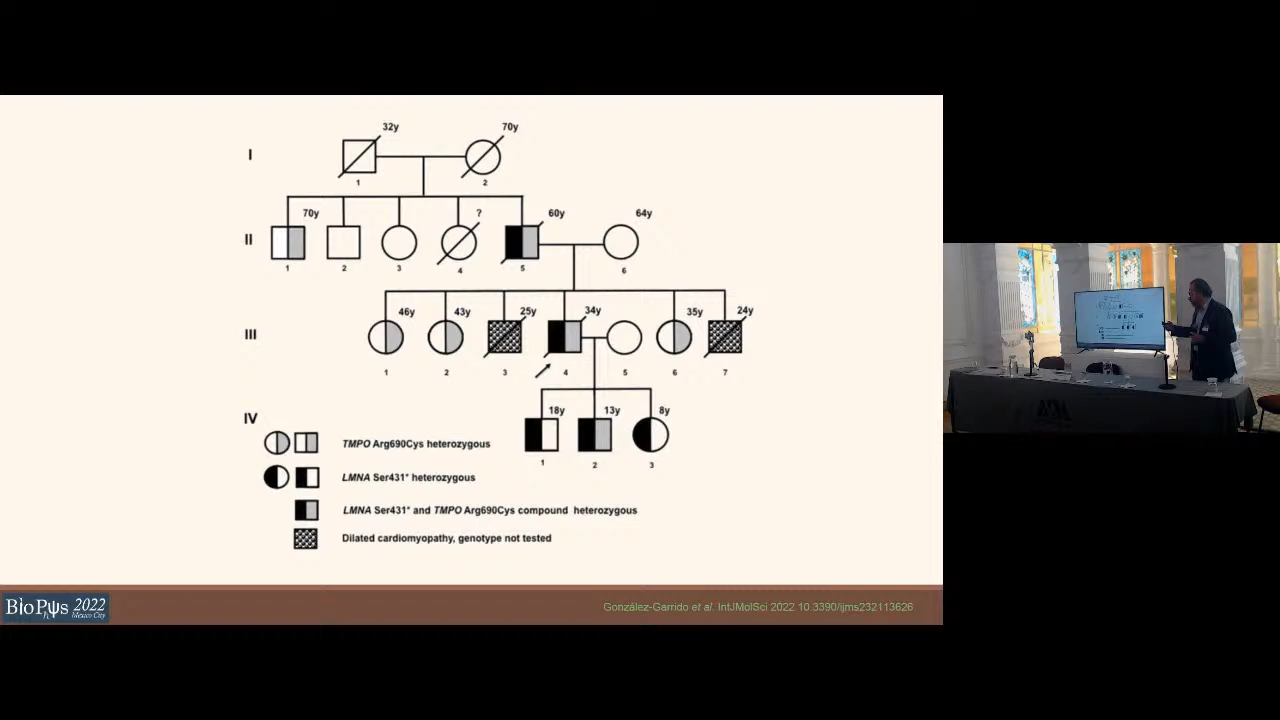 32y
70y
I
1
2
70y
?
60y
64y
II
1
2
3
4
5
6
46y
43y
25y
34y
35y
24y
III
1
2
3
4
5
6
7
IV
18y
13y
8y
1
2
3
TMPO Arg690Cys heterozygous
LMNA Ser431* heterozygous
LMNA Ser431* and TMPO Arg690Cys compound heterozygous
Dilated cardiomyopathy, genotype not tested
BioPhψs 2022
Mexico City
González-Garrido et al. IntJMolSci 2022 10.3390/ijms232113626